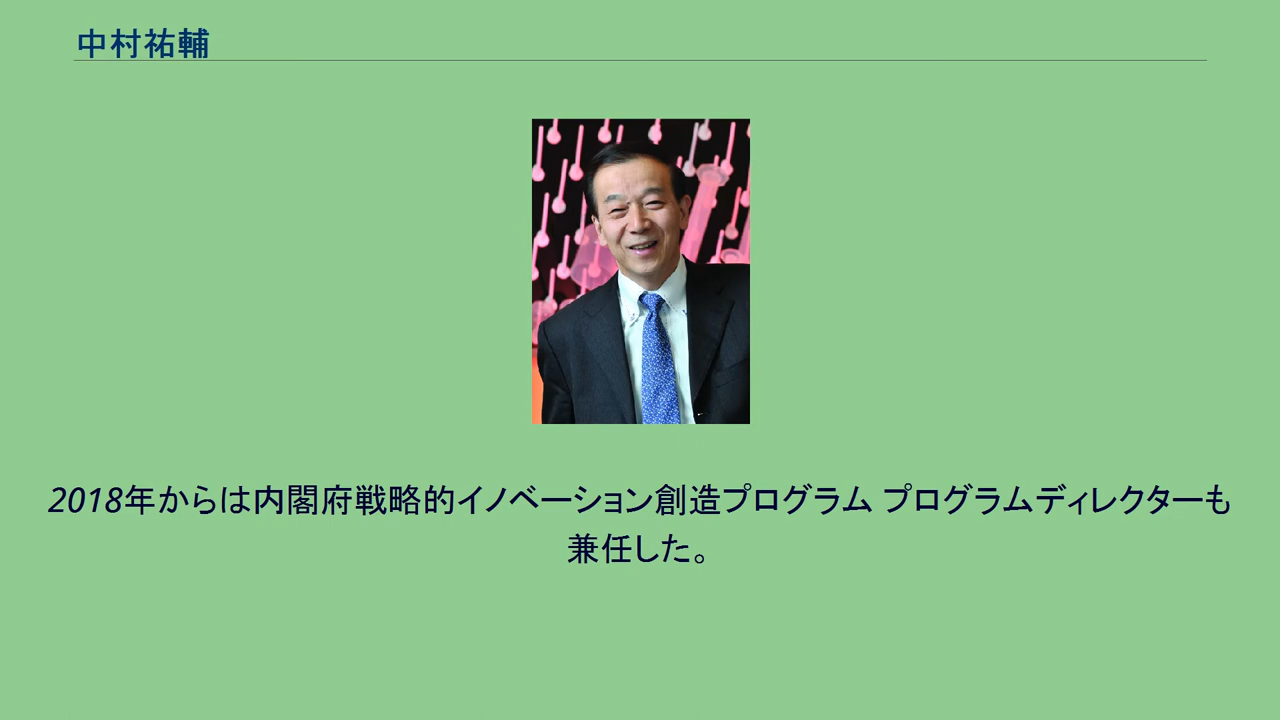 中村祐輔
2018年からは内閣府戦略的イノベーション創造プログラム プログラムディレクターも
兼任した。